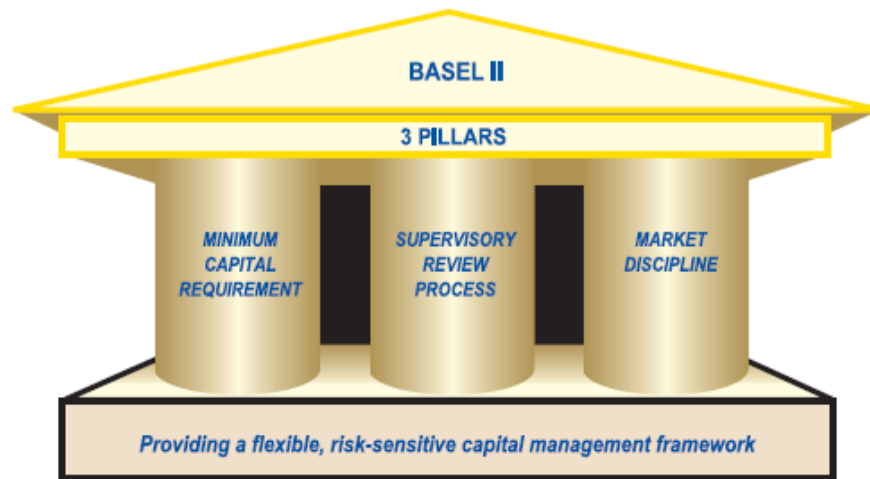 BASEL II
3 PILLARS
MINIMUM
CAPITAL
REQUIREMENT
SUPERVISORY
REVIEW
PROCESS
MARKET
DISCIPLINE
Providing a flexible, risk-sensitive capital management framework